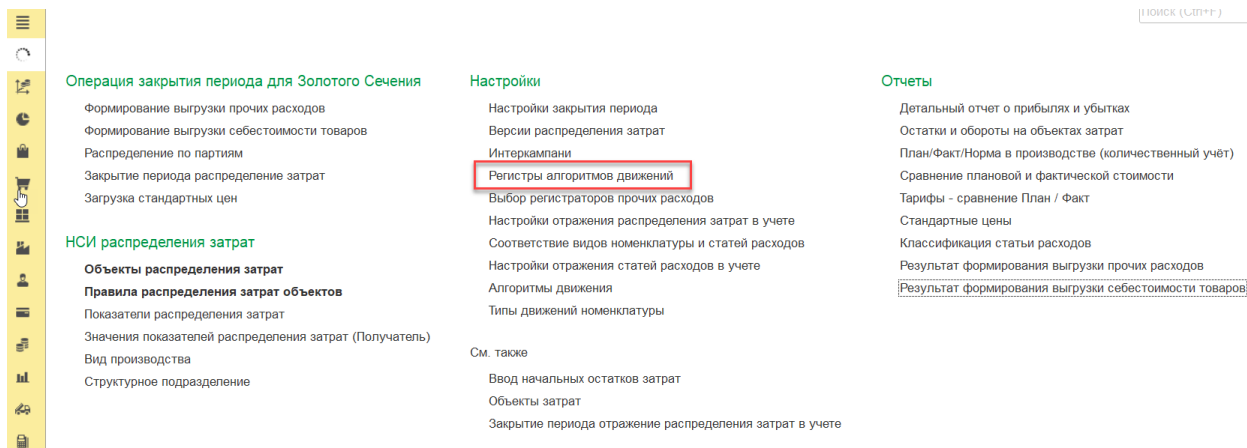 Поиск (Ctrl+F)
Операция закрытия периода для Золотого Сечения
Формирование выгрузки прочих расходов
Формирование выгрузки себестоимости товаров
Распределение по партиям
Закрытие периода распределение затрат
Загрузка стандартных цен
НСИ распределения затрат
Объекты распределения затрат
Правила распределения затрат объектов
Показатели распределения затрат
Значения показателей распределения затрат (Получатель)
Вид производства
Структурное подразделение
Настройки
Настройки закрытия периода
Версии распределения затрат
Интеркампани
Регистры алгоритмов движений
Выбор регистраторов прочих расходов
Настройки отражения распределения затрат в учете
Соответствие видов номенклатуры и статей расходов
Настройки отражения статей расходов в учете
Алгоритмы движения
Типы движений номенклатуры
См. также
Ввод начальных остатков затрат
Объекты затрат
Закрытие периода отражение распределения затрат в учете
Отчеты
Детальный отчет о прибылях и убытках
Остатки и обороты на объектах затрат
План/Факт/Норма в производстве (количественный учёт)
Сравнение плановой и фактической стоимости
Тарифы - сравнение План / Факт
Стандартные цены
Классификация статьи расходов
Результат формирования выгрузки прочих расходов
Результат формирования выгрузки себестоимости товаров